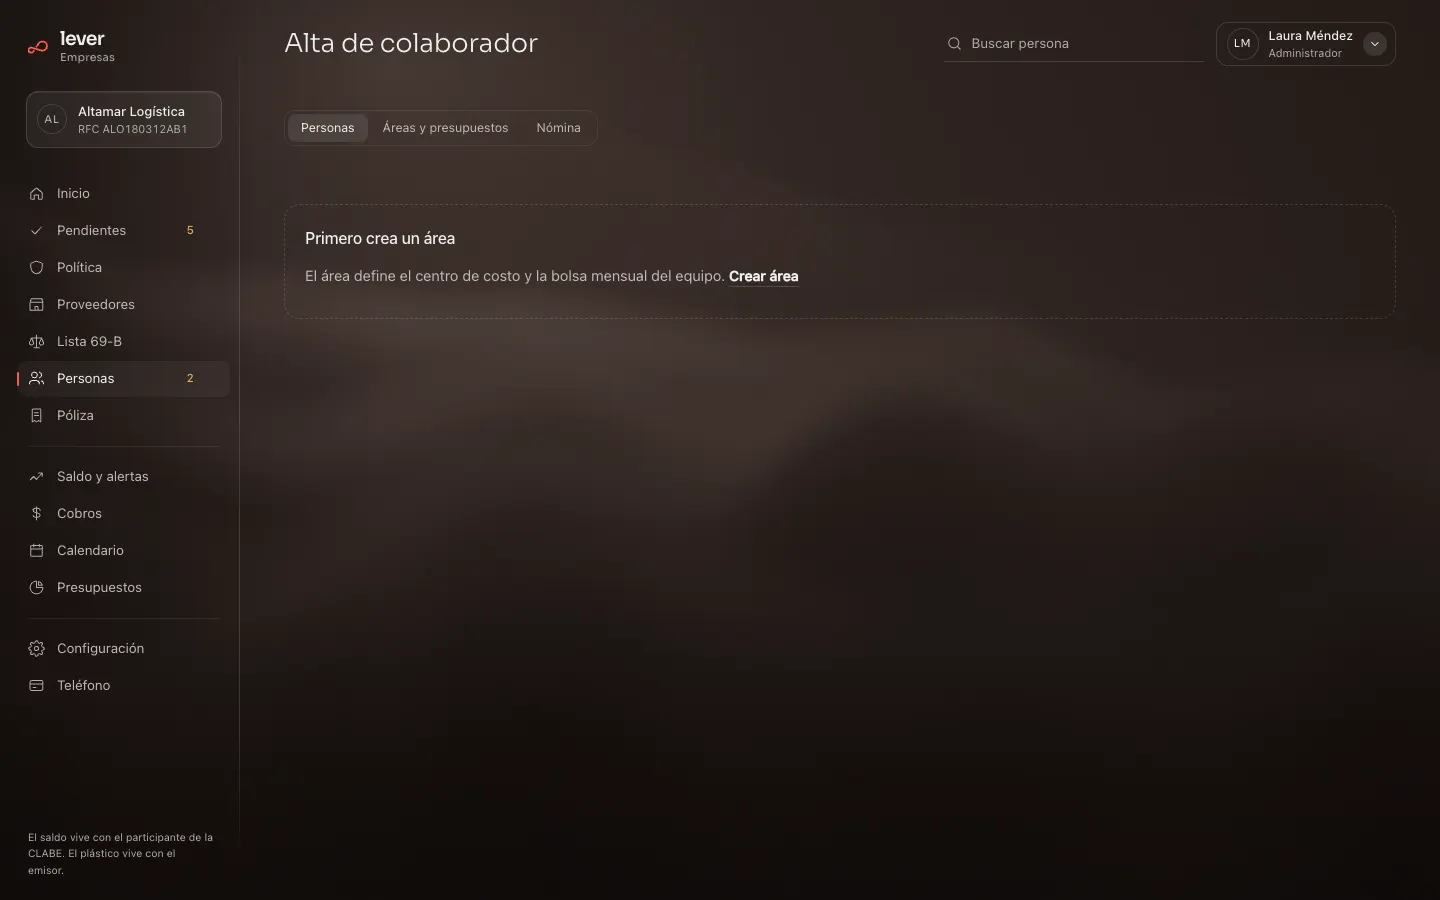 lever
Empresas
Alta de colaborador
Buscar persona
LM
Laura Méndez
Administrador
AL
Altamar Logística
RFC ALO180312AB1
Personas
Áreas y presupuestos
Nómina
Inicio
Pendientes 5
Política
Proveedores
Lista 69-B
Personas 2
Póliza
Saldo y alertas
Cobros
Calendario
Presupuestos
Configuración
Teléfono
Primero crea un área
El área define el centro de costo y la bolsa mensual del equipo. Crear área
El saldo vive con el participante de la
CLABE. El plástico vive con el
emisor.